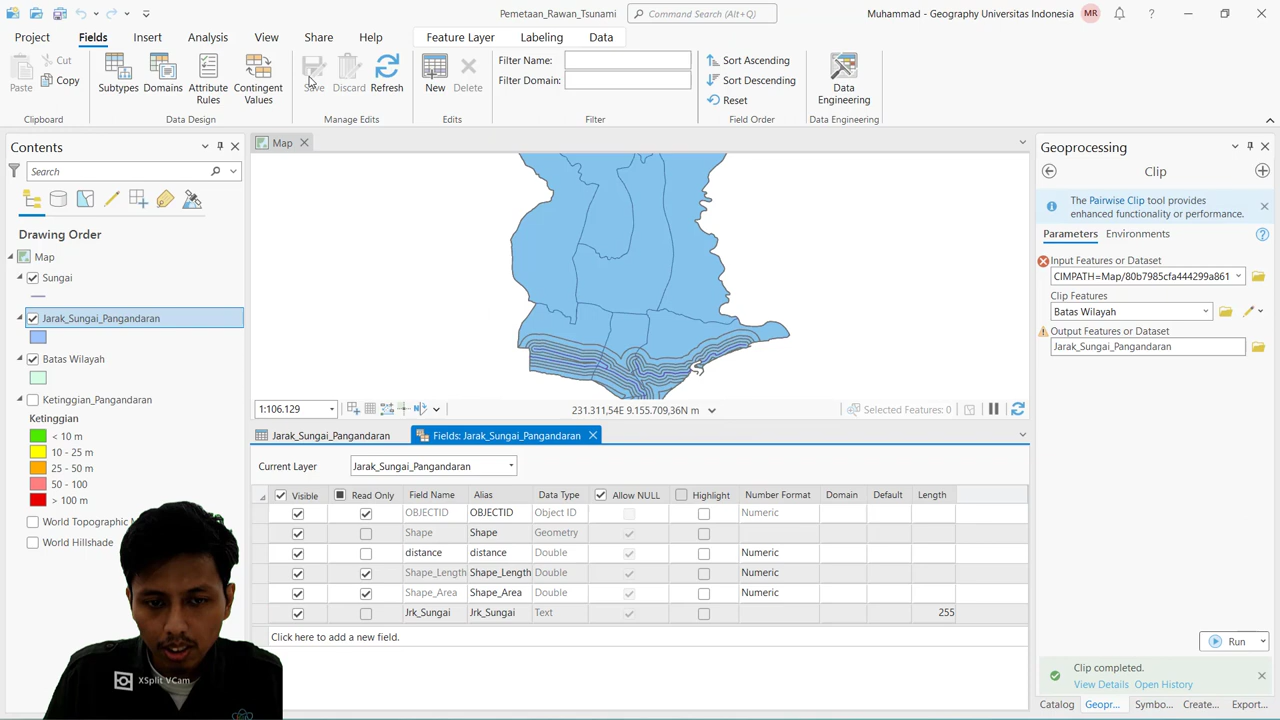 Pemetaan_Rawan_Tsunami
Command Search (Alt+Q)
Muhammad - Geography Universitas Indonesia
MR
?
Project
Fields
Insert
Analysis
View
Share
Help
Feature Layer
Labeling
Data
Paste
Cut
Copy
Clipboard
Subtypes
Domains
Attribute Rules
Contingent Values
Data Design
Save
Discard
Refresh
Manage Edits
New
Delete
Edits
Filter Name:
Filter Domain:
Filter
Sort Ascending
Sort Descending
Reset
Field Order
Data Engineering
Data Engineering
Contents
Search
Drawing Order
Map
Sungai
Jarak_Sungai_Pangandaran
Batas Wilayah
Ketinggian_Pangandaran
Ketinggian
< 10 m
10 - 25 m
25 - 50 m
50 - 100
> 100 m
World Topographic
World Hillshade
XSplit VCam
Map
1:106.129
231.311,54E 9.155.709,36N m
Selected Features: 0
Jarak_Sungai_Pangandaran
Fields: Jarak_Sungai_Pangandaran
Current Layer
Jarak_Sungai_Pangandaran
Visible Read Only Field Name Alias Data Type Allow NULL Highlight Number Format Domain Default Length
OBJECTID OBJECTID Object ID Numeric
Shape Shape Geometry
distance distance Double Numeric
Shape_Length Shape_Length Double Numeric
Shape_Area Shape_Area Double Numeric
Jrk_Sungai Jrk_Sungai Text 255
Click here to add a new field.
Geoprocessing
Clip
The Pairwise Clip tool provides
enhanced functionality or performance.
Parameters
Environments
?
Input Features or Dataset
CIMPATH=Map/80b7985cfa444299a861
Clip Features
Batas Wilayah
Output Features or Dataset
Jarak_Sungai_Pangandaran
Run
Clip completed.
View Details Open History
Catalog
Geopr...
Symbo...
Create...
Export...